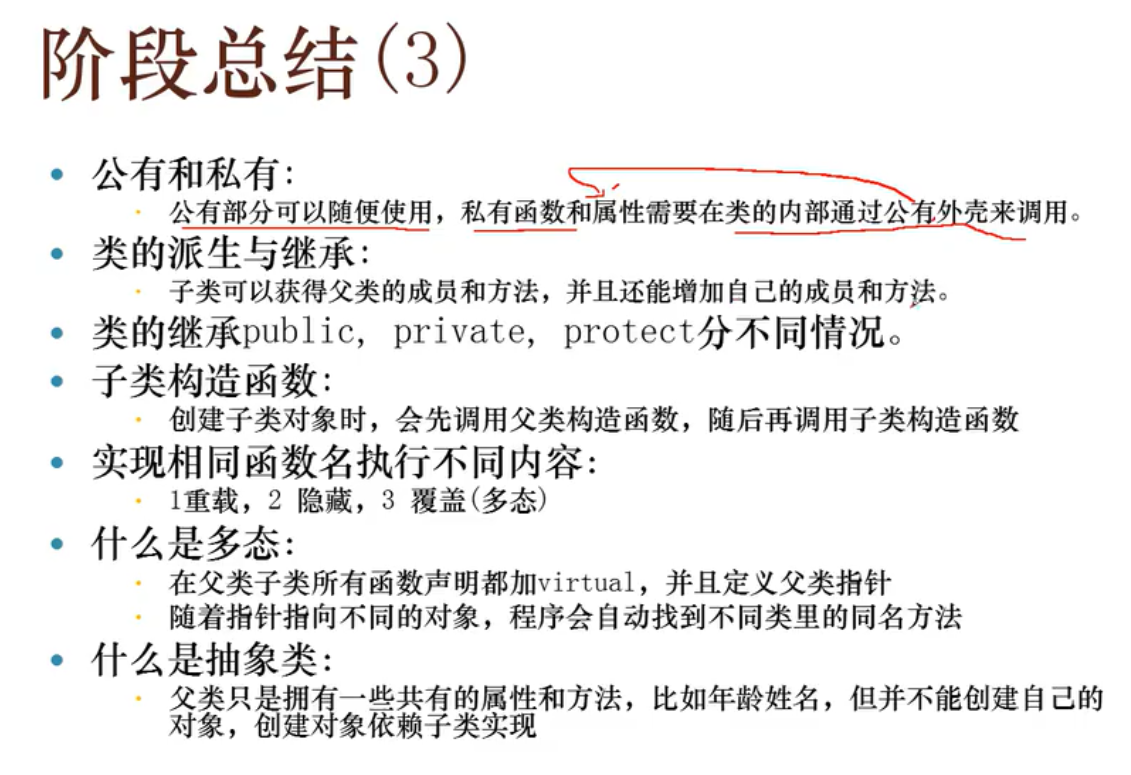 阶段总结(3)
• 公有和私有:
· 公有部分可以随便使用，私有函数和属性需要在类的内部通过公有外壳来调用。
• 类的派生与继承:
· 子类可以获得父类的成员和方法，并且还能增加自己的成员和方法。
• 类的继承public, private, protect分不同情况。
• 子类构造函数:
· 创建子类对象时，会先调用父类构造函数，随后再调用子类构造函数
• 实现相同函数名执行不同内容:
· 1重载，2 隐藏，3 覆盖(多态)
• 什么是多态:
· 在父类子类所有函数声明都加virtual，并且定义父类指针
· 随着指针指向不同的对象，程序会自动找到不同类里的同名方法
• 什么是抽象类:
· 父类只是拥有一些共有的属性和方法，比如年龄姓名，但并不能创建自己的
对象，创建对象依赖子类实现